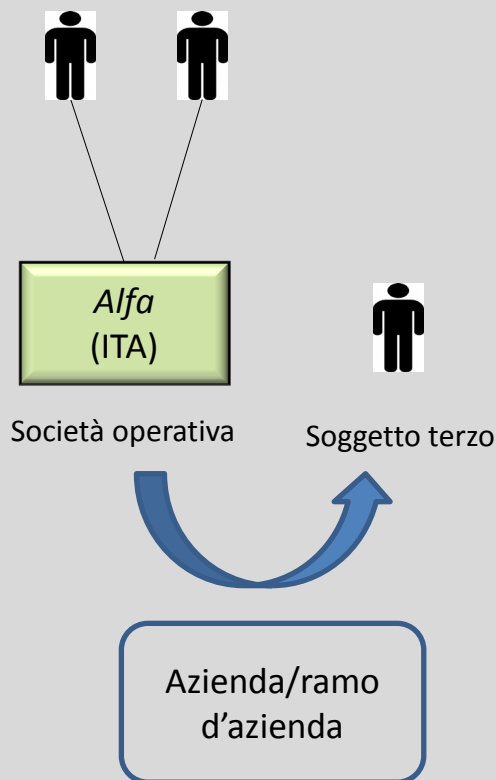 Alfa
(ITA)
Società operativa
Soggetto terzo
Azienda/ramo
d’azienda